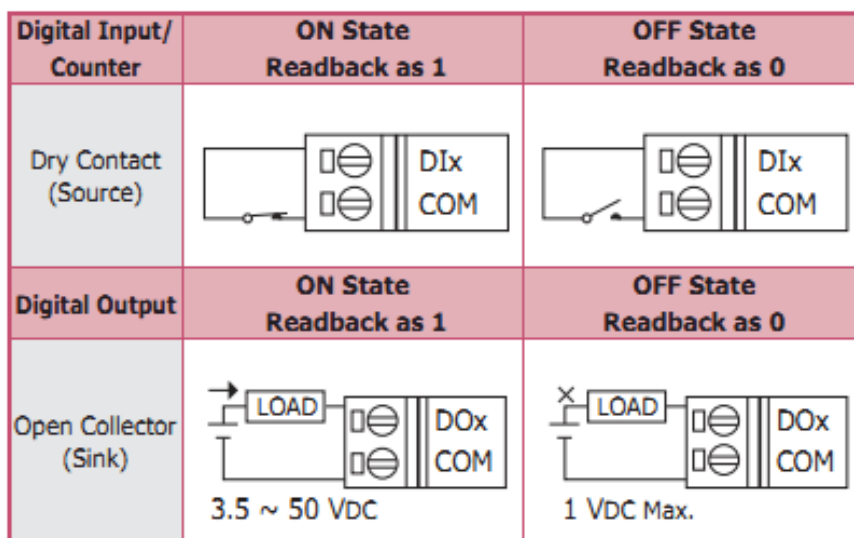 Digital Input/
Counter
ON State
Readback as 1
OFF State
Readback as 0
Dry Contact
(Source)
DIx
COM
DIx
COM
Digital Output
ON State
Readback as 1
OFF State
Readback as 0
Open Collector
(Sink)
LOAD
DOx
COM
3.5 ~ 50 VDC
LOAD
DOx
COM
1 VDC Max.